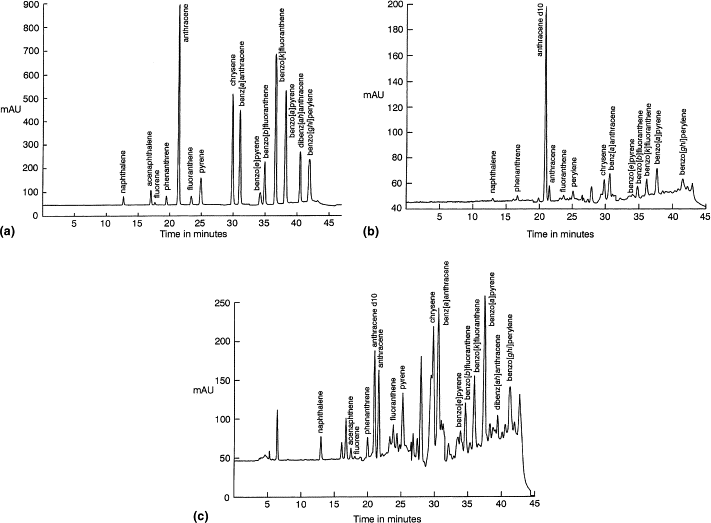 900
800
700
600
500
400
300
200
100
0
mAU
naphthalene
acenaphthalene
fluorene
phenanthrene
anthracene
fluoranthene
pyrene
chrysene
benz[a]anthracene
benzo[e]pyrene
benzo[b]fluoranthene
benzo[k]fluoranthene
benzo[a]pyrene
dibenz[ah]anthracene
benzo[ghi]perylene
5 10 15 20 25 30 35 40 45
Time in minutes
(a)
200
180
160
140
120
100
80
60
40
mAU
naphthalene
phenanthrene
anthracene d10
anthracene
fluoranthene
perylene
chrysene
benz[a]anthracene
benzo[e]pyrene
benzo[b]fluoranthene
benzo[k]fluoranthene
benzo[a]pyrene
benzo[ghi]perylene
5 10 15 20 25 30 35 40 45
Time in minutes
(b)
250
200
150
100
50
0
mAU
naphthalene
acenaphthene
fluorene
phenanthrene
anthracene d10
anthracene
fluoranthene
pyrene
chrysene
benz[a]anthracene
benzo[e]pyrene
benzo[b]fluoranthene
benzo[k]fluoranthene
benzo[a]pyrene
dibenz[ah]anthracene
benzo[ghi]perylene
5 10 15 20 25 30 35 40 45
Time in minutes
(c)